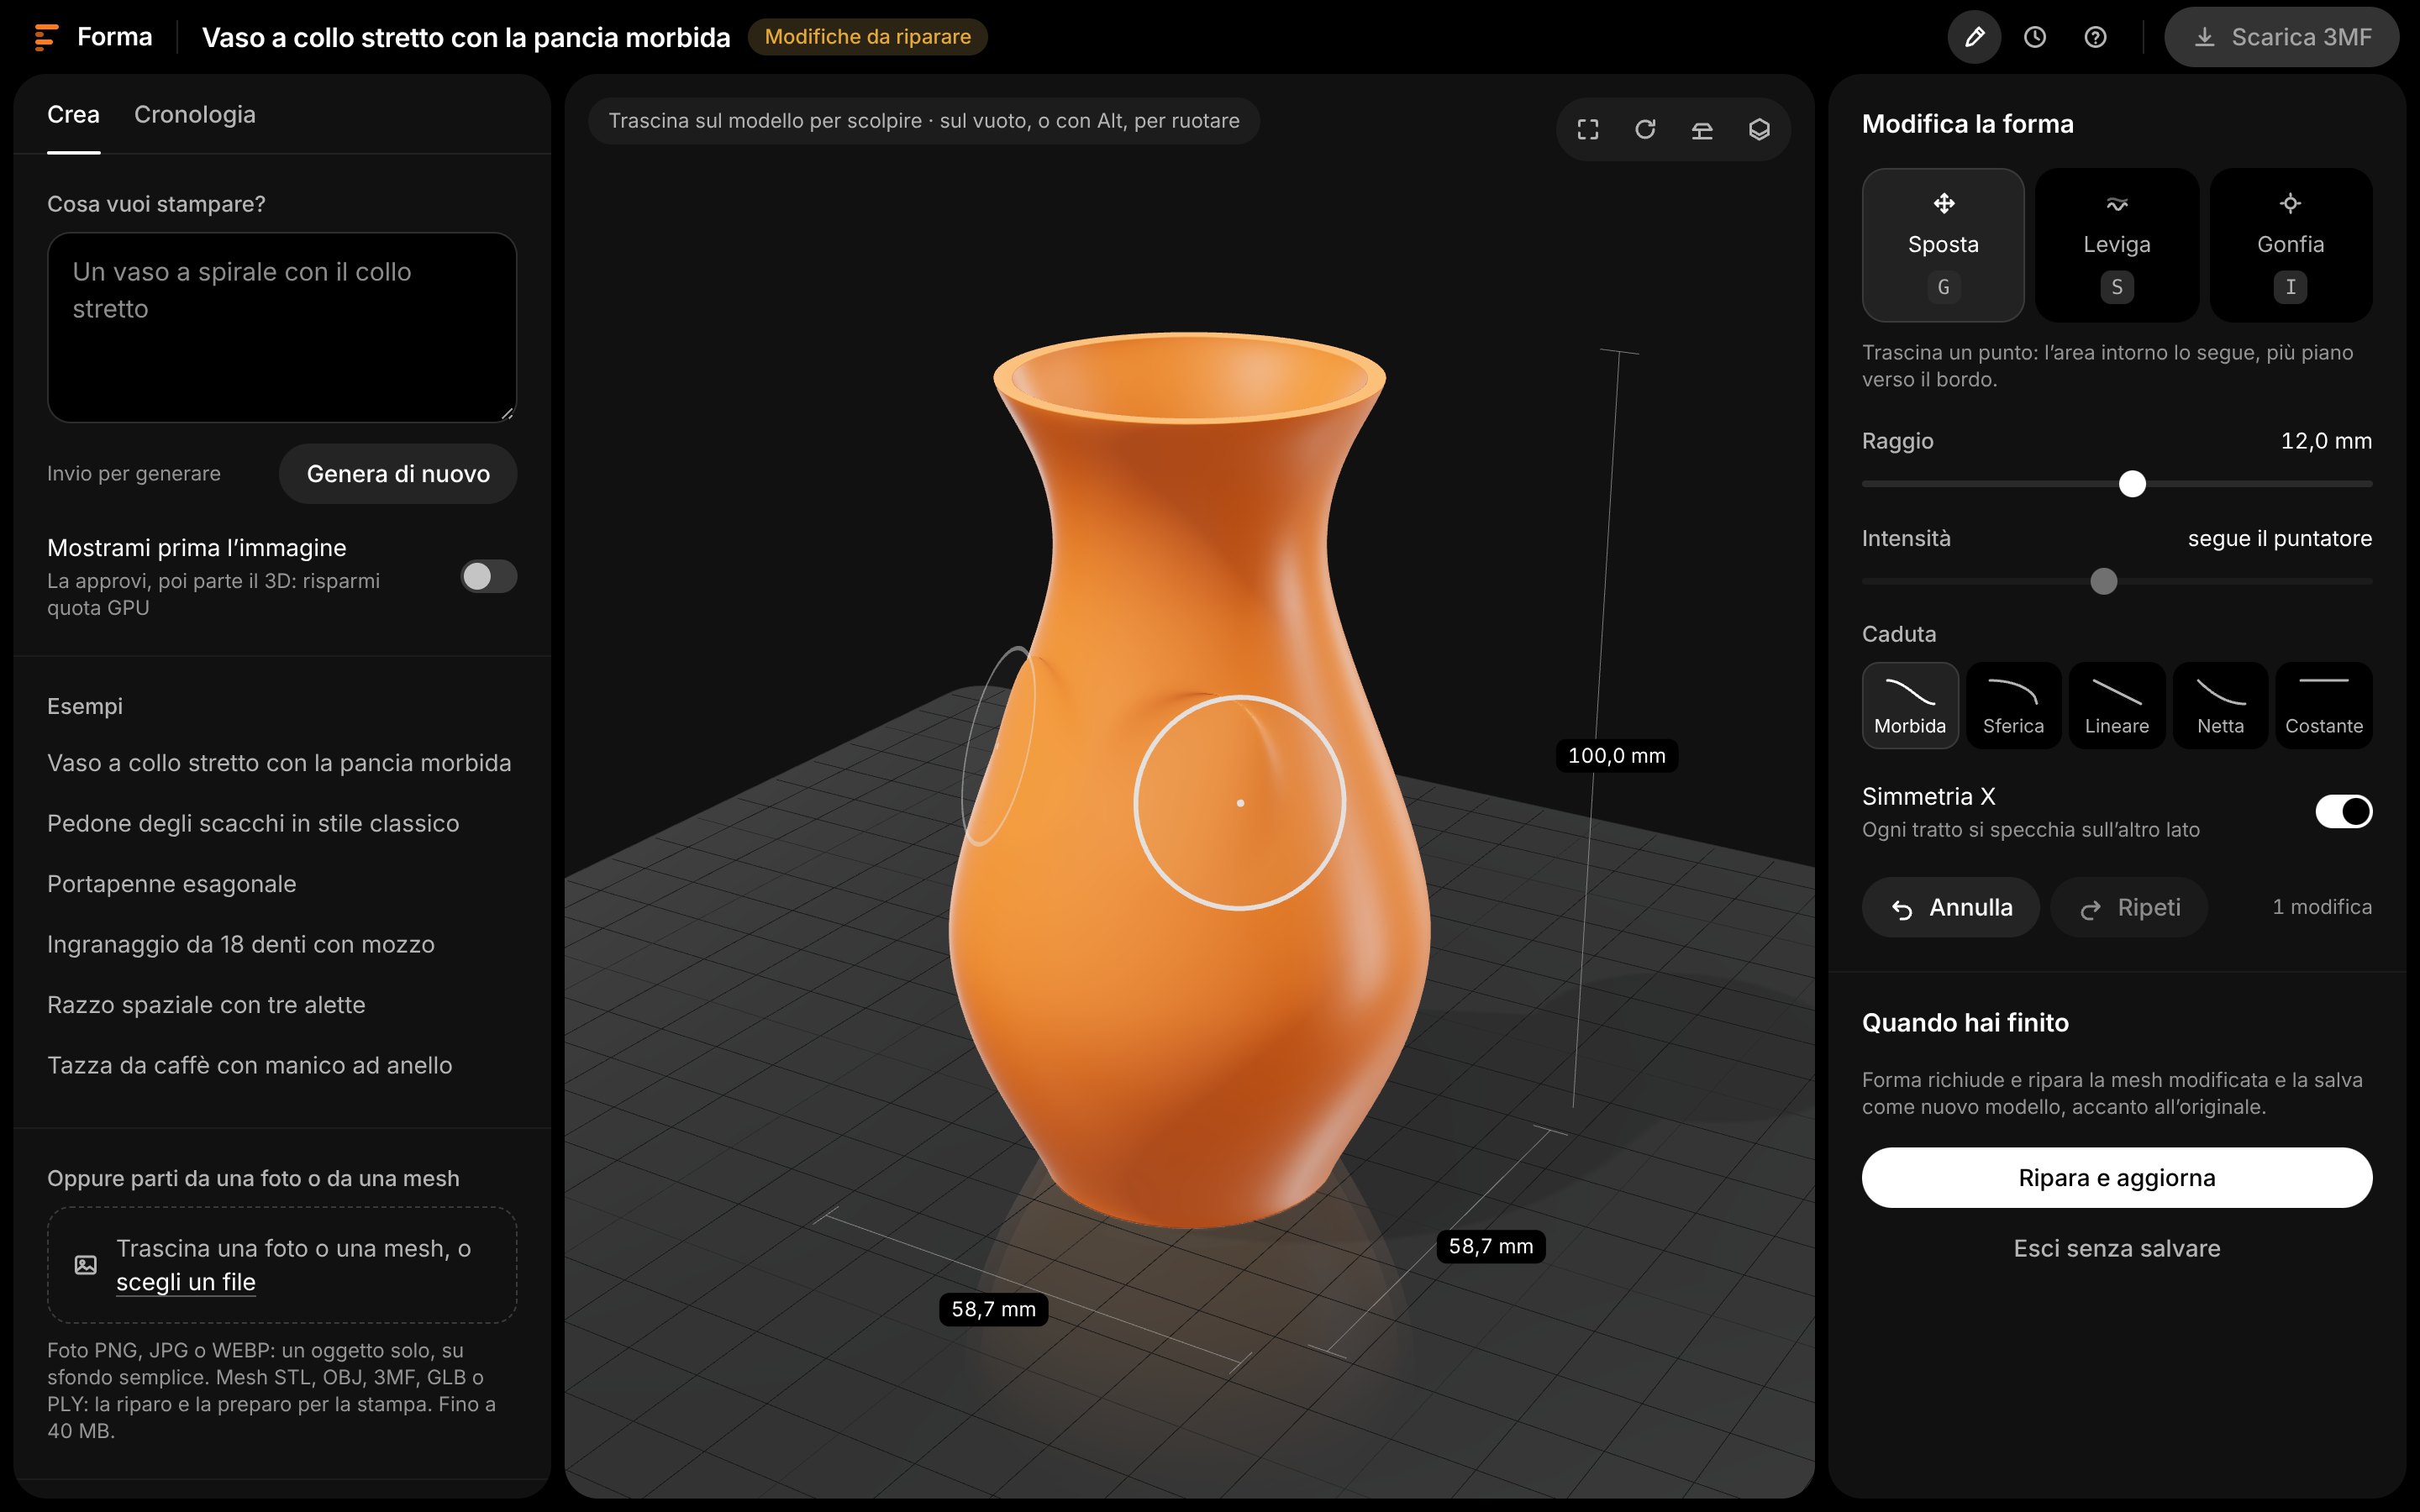 Forma
Vaso a collo stretto con la pancia morbida
Modifiche da riparare
Scarica 3MF
Crea
Cronologia
Cosa vuoi stampare?
Un vaso a spirale con il collo
stretto
Invio per generare
Genera di nuovo
Mostrami prima l’immagine
La approvi, poi parte il 3D: risparmi
quota GPU
Esempi
Vaso a collo stretto con la pancia morbida
Pedone degli scacchi in stile classico
Portapenne esagonale
Ingranaggio da 18 denti con mozzo
Razzo spaziale con tre alette
Tazza da caffè con manico ad anello
Oppure parti da una foto o da una mesh
Trascina una foto o una mesh, o
scegli un file
Foto PNG, JPG o WEBP: un oggetto solo, su
sfondo semplice. Mesh STL, OBJ, 3MF, GLB o
PLY: la riparo e la preparo per la stampa. Fino a
40 MB.
Trascina sul modello per scolpire · sul vuoto, o con Alt, per ruotare
100,0 mm
58,7 mm
58,7 mm
Modifica la forma
Sposta
G
Leviga
S
Gonfia
I
Trascina un punto: l’area intorno lo segue, più piano
verso il bordo.
Raggio
12,0 mm
Intensità
segue il puntatore
Caduta
Morbida
Sferica
Lineare
Netta
Costante
Simmetria X
Ogni tratto si specchia sull’altro lato
Annulla
Ripeti
1 modifica
Quando hai finito
Forma richiude e ripara la mesh modificata e la salva
come nuovo modello, accanto all’originale.
Ripara e aggiorna
Esci senza salvare